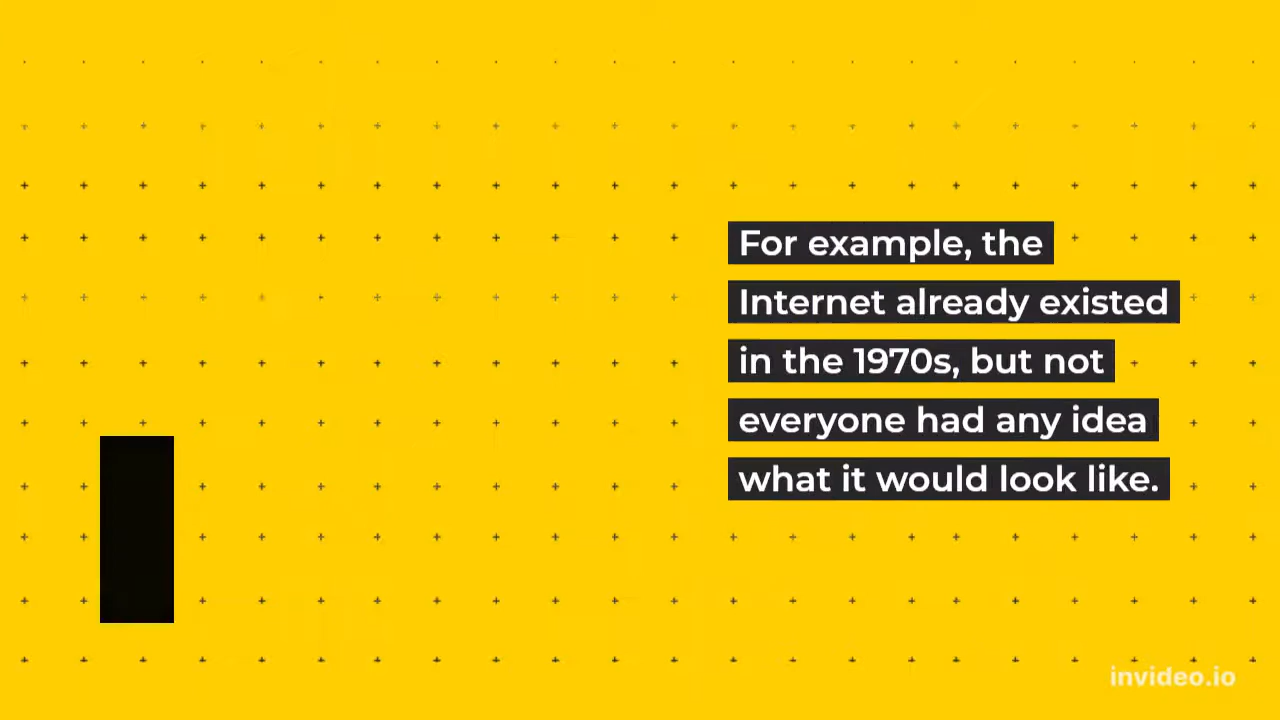 For example, the
Internet already existed
in the 1970s, but not
everyone had any idea
what it would look like.
invideo.io